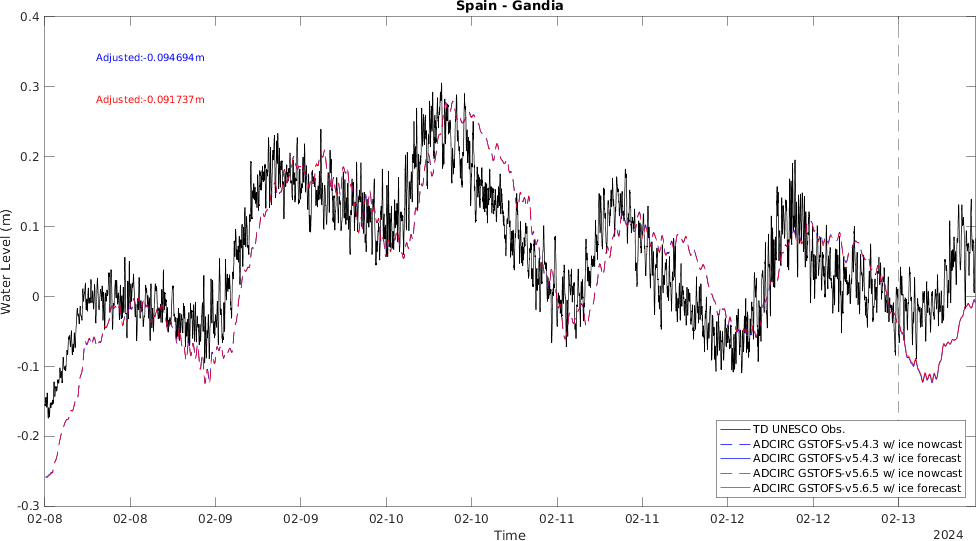 Spain - Gandia
0.4
0.3
0.2
0.1
0
-0.1
-0.2
-0.3
Water Level (m)
Adjusted:-0.094694m
Adjusted:-0.091737m
TD UNESCO Obs.
ADCIRC GSTOFS-v5.4.3 w/ ice nowcast
ADCIRC GSTOFS-v5.4.3 w/ ice forecast
ADCIRC GSTOFS-v5.6.5 w/ ice nowcast
ADCIRC GSTOFS-v5.6.5 w/ ice forecast
02-08 02-08 02-09 02-09 02-10 02-10 02-11 02-11 02-12 02-12 02-13
Time
2024